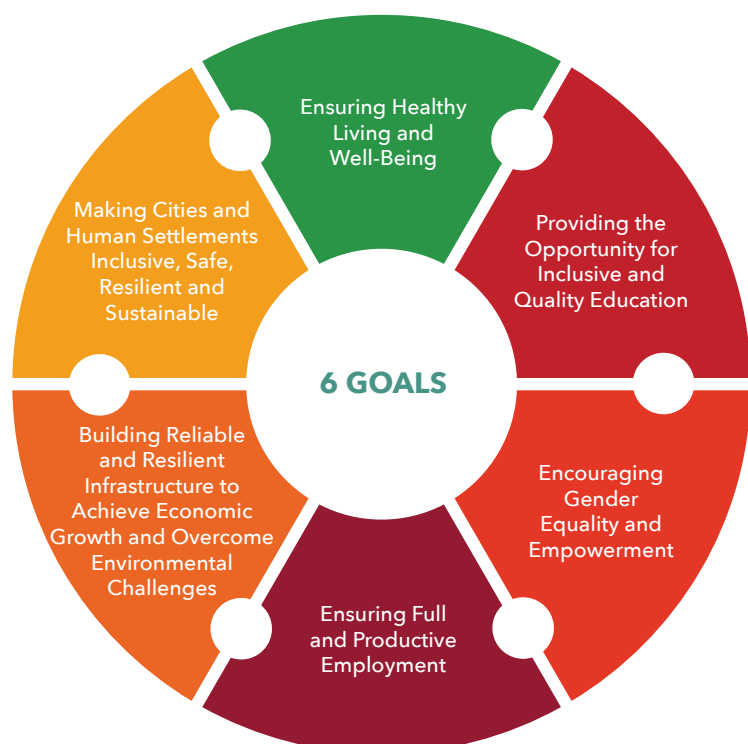 Ensuring Healthy
Living and
Well-Being
Providing the
Opportunity for
Inclusive and
Quality Education
Encouraging
Gender
Equality and
Empowerment
Ensuring Full
and Productive
Employment
Building Reliable
and Resilient
Infrastructure to
Achieve Economic
Growth and Overcome
Environmental
Challenges
Making Cities and
Human Settlements
Inclusive, Safe,
Resilient and
Sustainable
6 GOALS